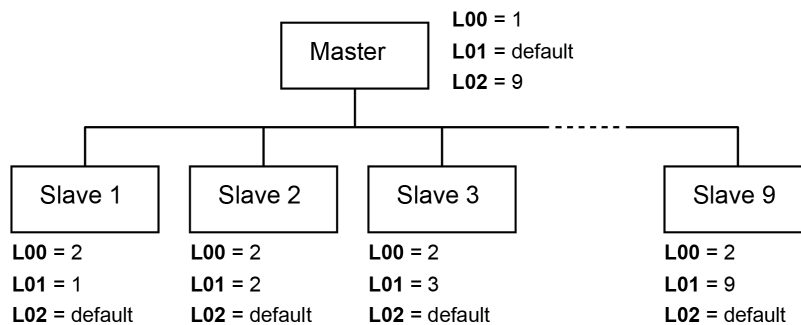 Master
L00 = 1
L01 = default
L02 = 9
Slave 1
L00 = 2
L01 = 1
L02 = default
Slave 2
L00 = 2
L01 = 2
L02 = default
Slave 3
L00 = 2
L01 = 3
L02 = default
Slave 9
L00 = 2
L01 = 9
L02 = default